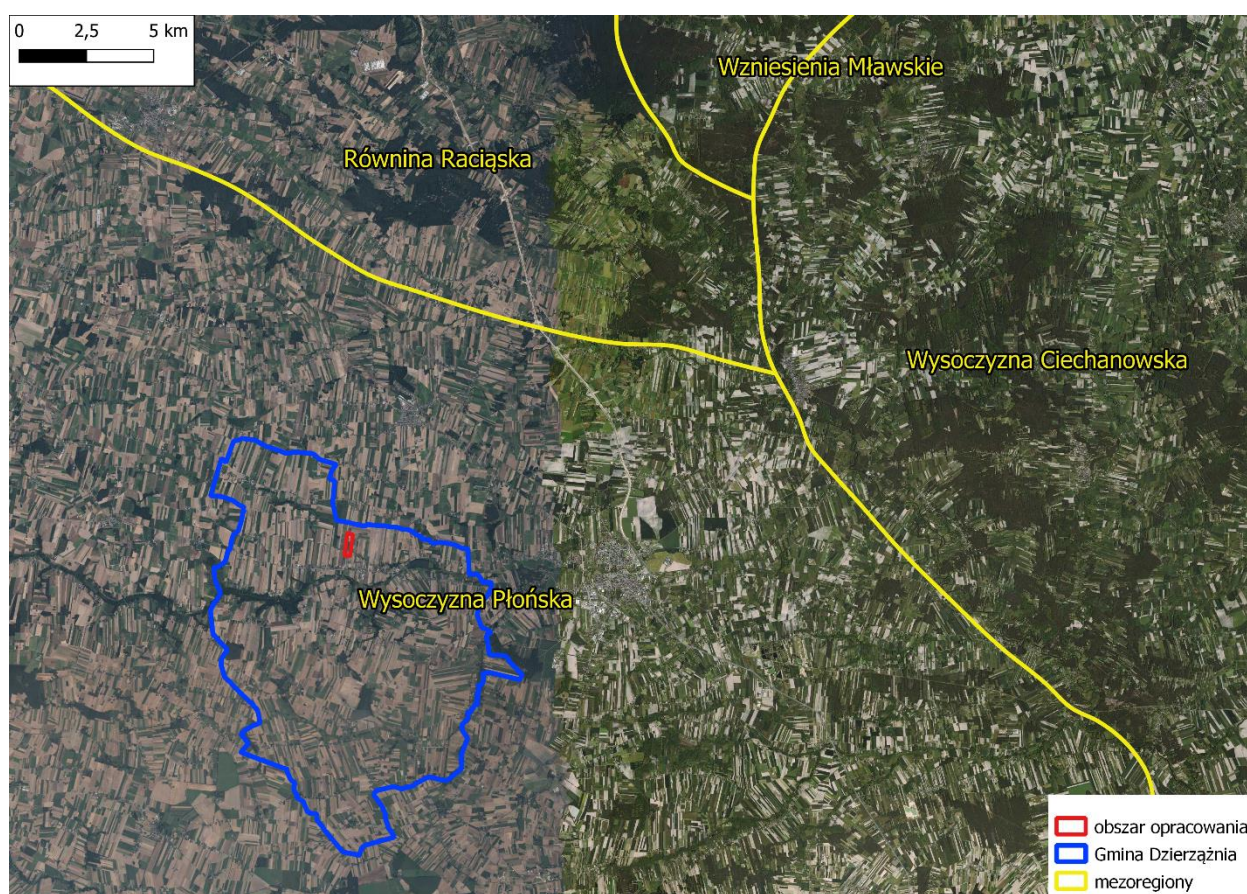 0 2,5 5 km
Wzniesienia Mławskie
Równina Raciąska
Wysoczyzna Ciechanowska
Wysoczyzna Płońska
obszar opracowania
Gmina Dzierzążnia
mezoregiony